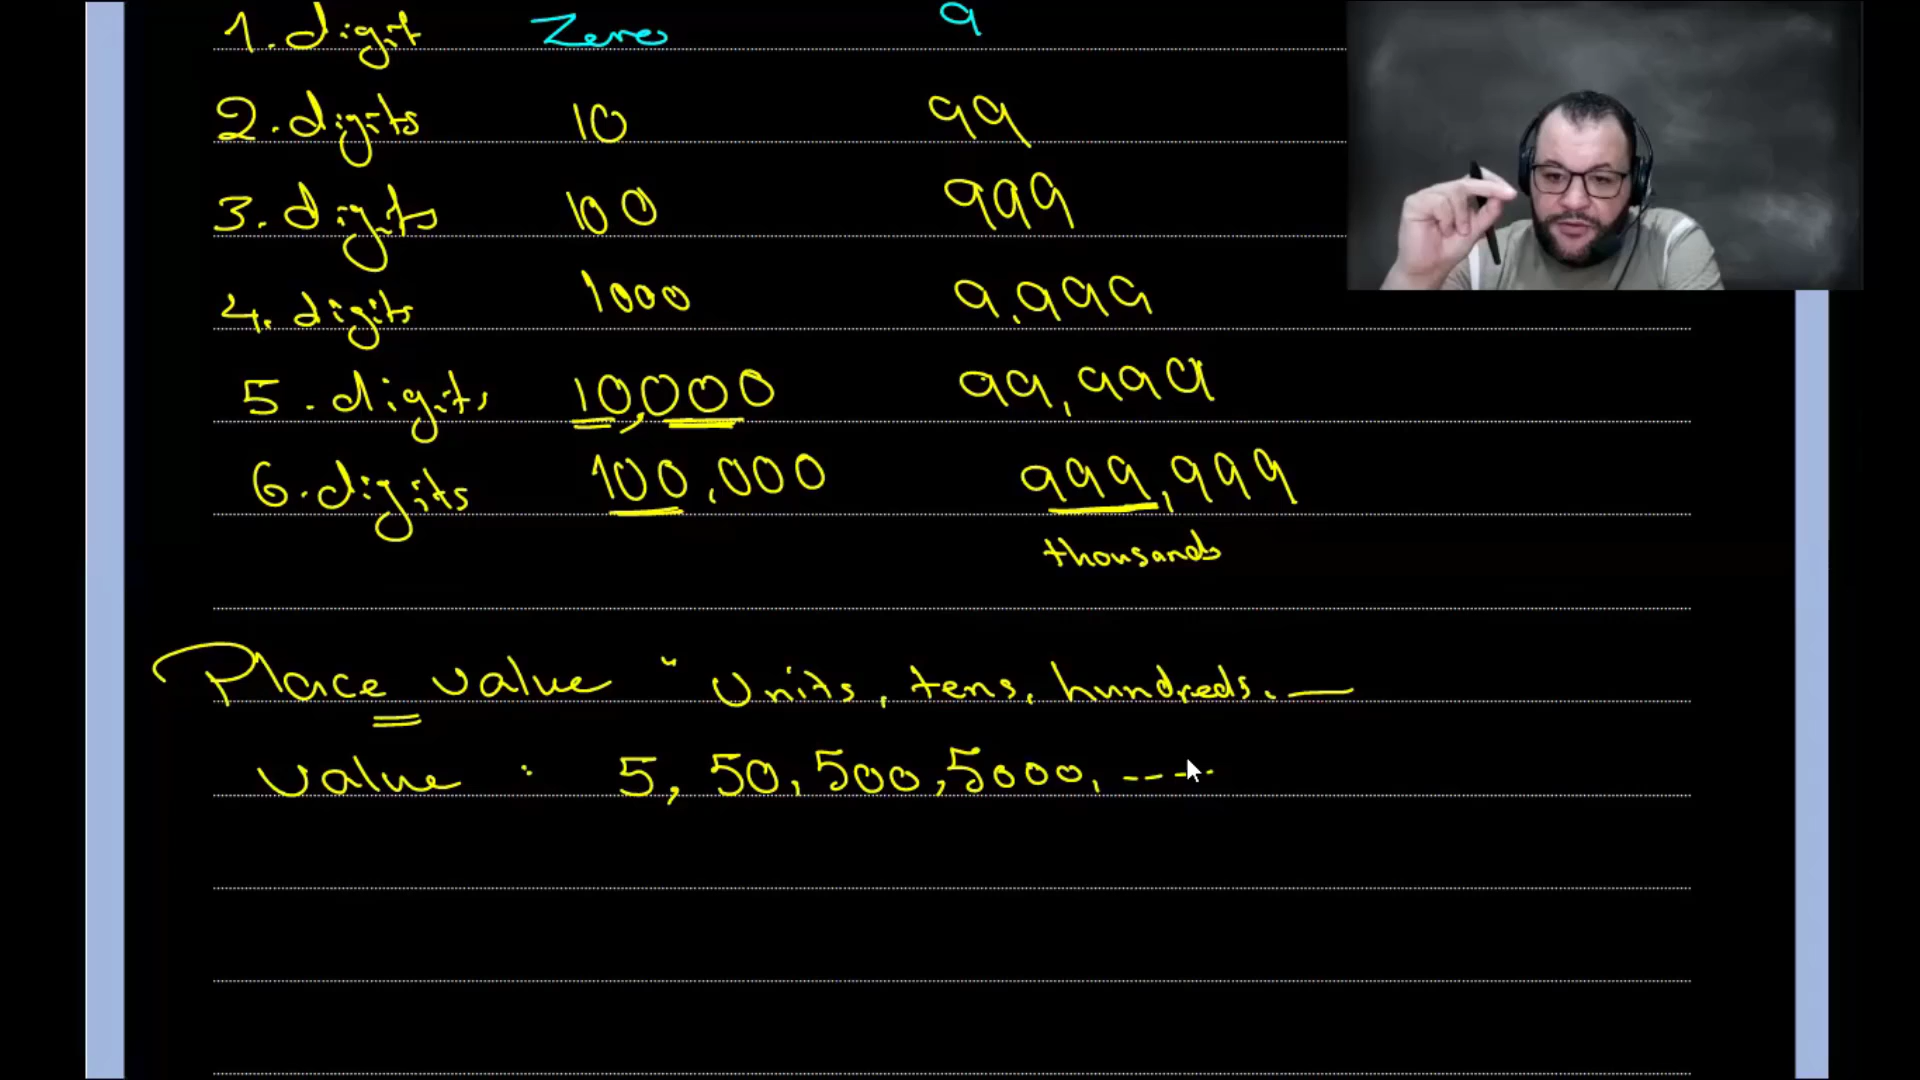 1. digit Zero 9
2. digits 10 99
3. digits 100 999
4. digits 1000 9,999
5. digits 10,000 99,999
6. digits 100,000 999,999
thousands
Place value " Units, tens, hundreds. —
value : 5, 50, 500, 5000, -----